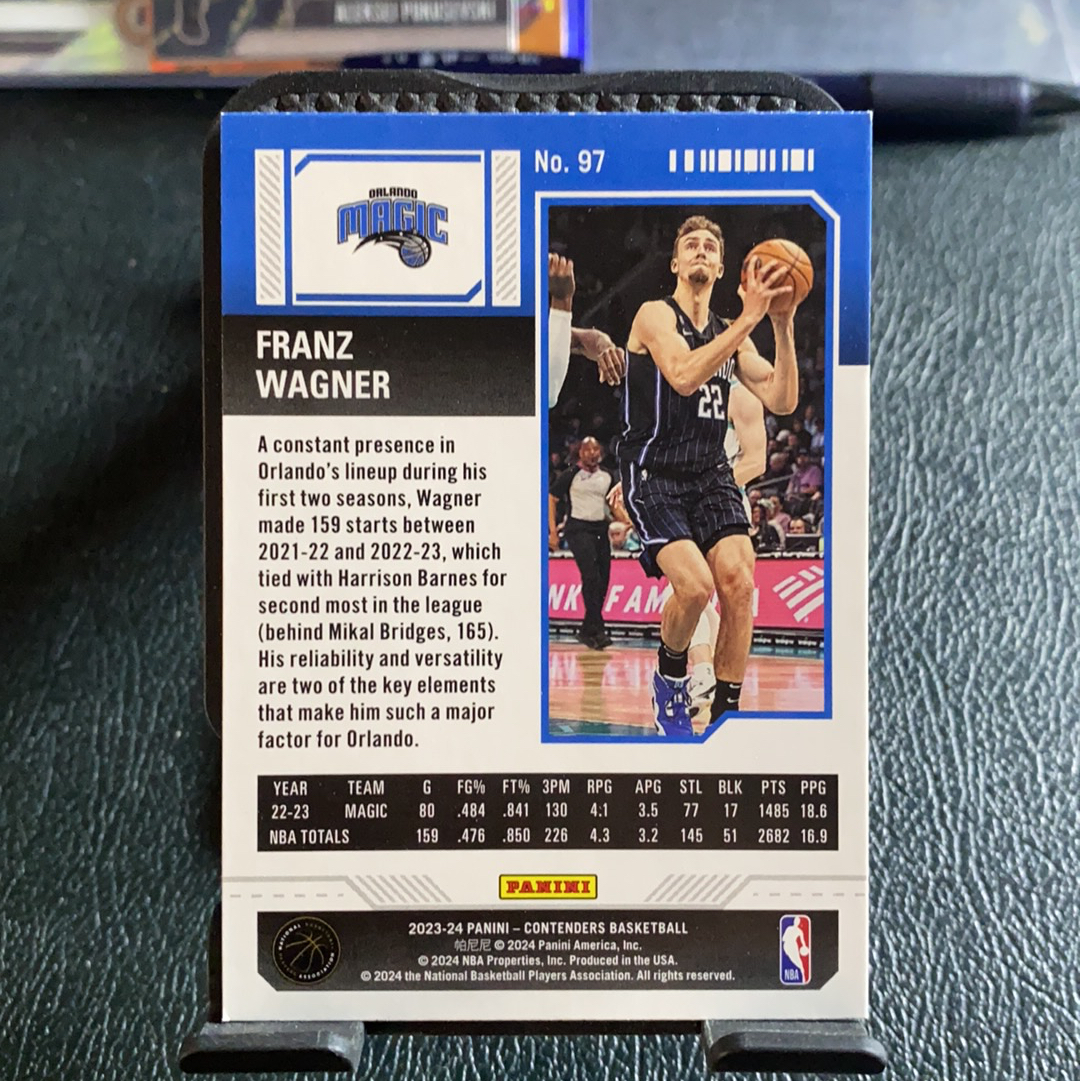 ORLANDO
MAGIC
No. 97
FRANZ
WAGNER
A constant presence in
Orlando's lineup during his
first two seasons, Wagner
made 159 starts between
2021-22 and 2022-23, which
tied with Harrison Barnes for
second most in the league
(behind Mikal Bridges, 165).
His reliability and versatility
are two of the key elements
that make him such a major
factor for Orlando.
22
YEAR TEAM G FG% FT% 3PM RPG APG STL BLK PTS PPG
22-23 MAGIC 80 .484 .841 130 4.1 3.5 77 17 1485 18.6
NBA TOTALS 159 .476 .850 226 4.3 3.2 145 51 2682 16.9
PANINI
2023-24 PANINI – CONTENDERS BASKETBALL
帕尼尼 © 2024 Panini America, Inc.
© 2024 NBA Properties, Inc. Produced in the USA.
© 2024 the National Basketball Players Association. All rights reserved.
NATIONAL BASKETBALL
PLAYERS ASSOCIATION
NBA